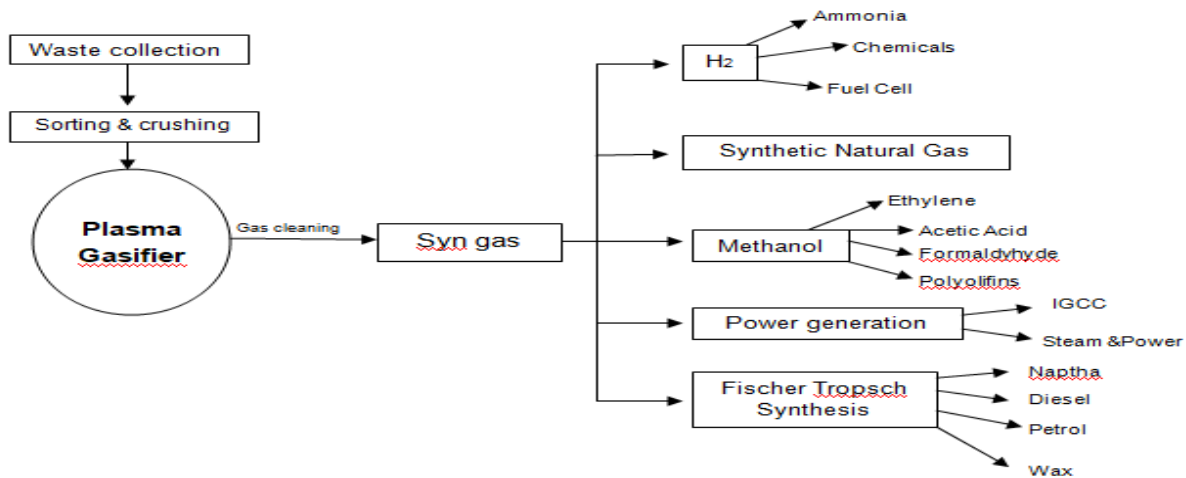 Waste collection
Sorting & crushing
Plasma
Gasifier
Gas cleaning
Syn gas
H2
Ammonia
Chemicals
Fuel Cell
Synthetic Natural Gas
Methanol
Ethylene
Acetic Acid
Formaldyhyde
Polyolifins
Power generation
IGCC
Steam &Power
Fischer Tropsch
Synthesis
Naptha
Diesel
Petrol
Wax